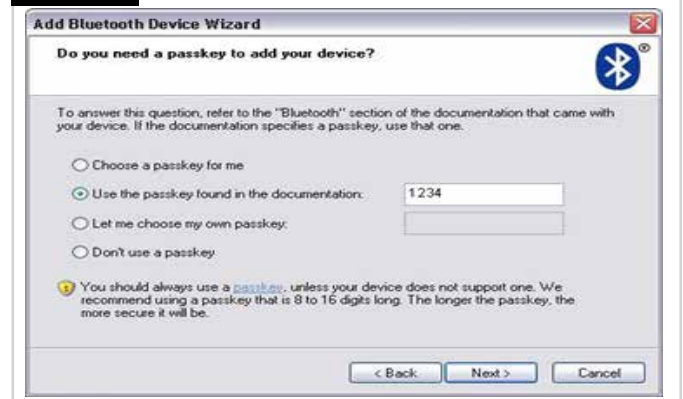 Add Bluetooth Device Wizard
Do you need a passkey to add your device?
®
To answer this question, refer to the "Bluetooth" section of the documentation that came with
your device. If the documentation specifies a passkey, use that one.
Choose a passkey for me
Use the passkey found in the documentation: 1234
Let me choose my own passkey:
Don't use a passkey
You should always use a passkey, unless your device does not support one. We
recommend using a passkey that is 8 to 16 digits long. The longer the passkey, the
more secure it will be.
< Back Next > Cancel